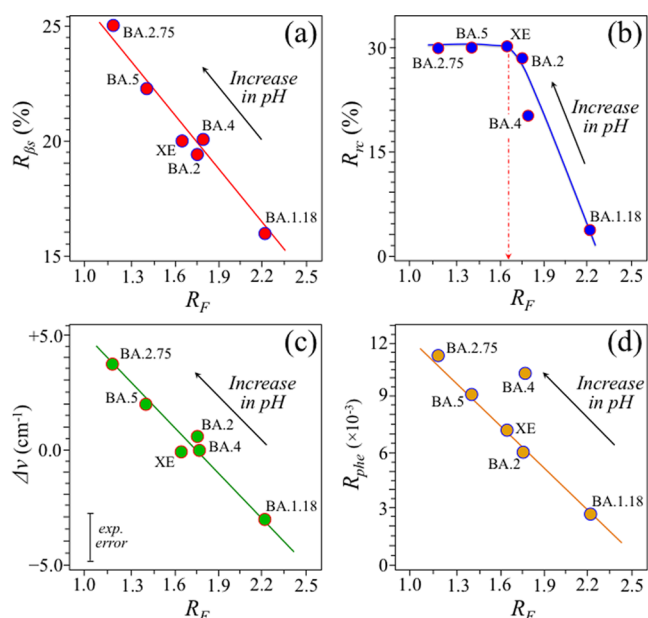 (a)
25
20
15
Rβs (%)
BA.2.75
BA.5
XE
BA.4
BA.2
BA.1.18
Increase
in pH
1.0 1.3 1.6 1.9 2.2 2.5
RF
(b)
30
15
0
Rrc (%)
BA.2.75
BA.5
XE
BA.2
BA.4
BA.1.18
Increase
in pH
1.0 1.3 1.6 1.9 2.2 2.5
RF
(c)
+5.0
0.0
−5.0
Δν (cm-1)
BA.2.75
BA.5
BA.2
XE
BA.4
BA.1.18
Increase
in pH
exp.
error
1.0 1.3 1.6 1.9 2.2 2.5
RF
(d)
12
9
6
3
0
Rphe (×10-3)
BA.2.75
BA.4
BA.5
XE
BA.2
BA.1.18
Increase
in pH
1.0 1.3 1.6 1.9 2.2 2.5
RF